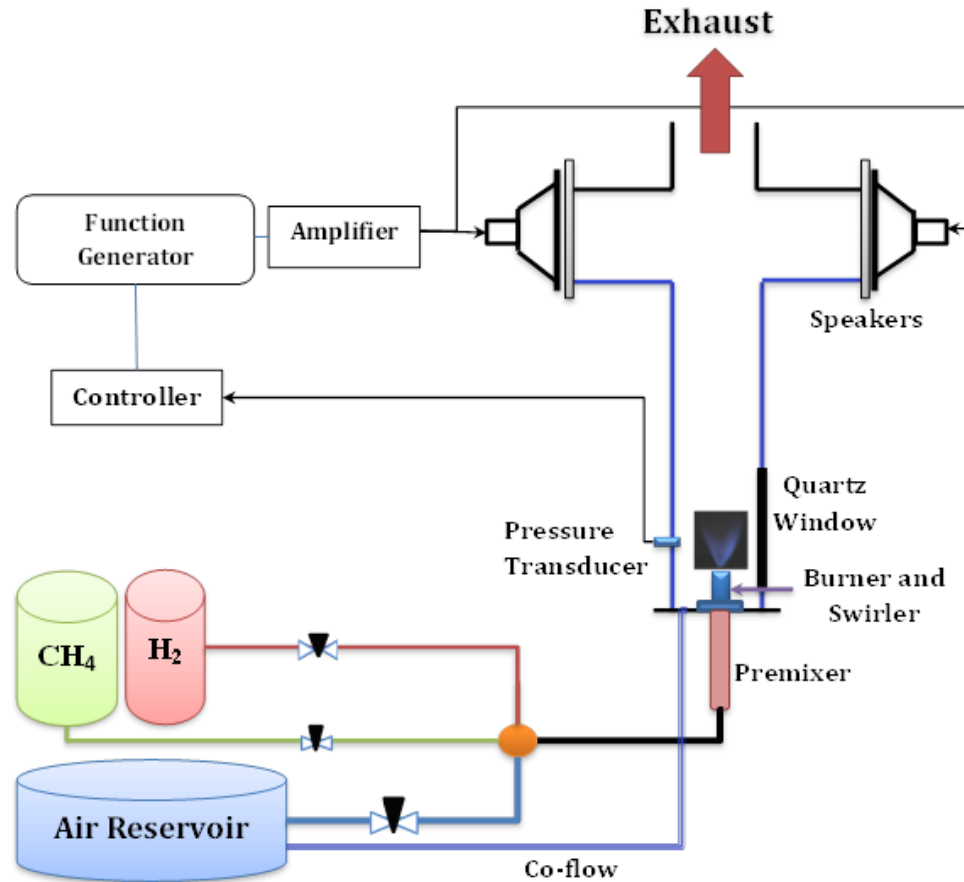 Exhaust
Function
Generator
Amplifier
Speakers
Controller
Quartz
Window
Pressure
Transducer
Burner and
Swirler
CH₄
H₂
Premixer
Air Reservoir
Co-flow